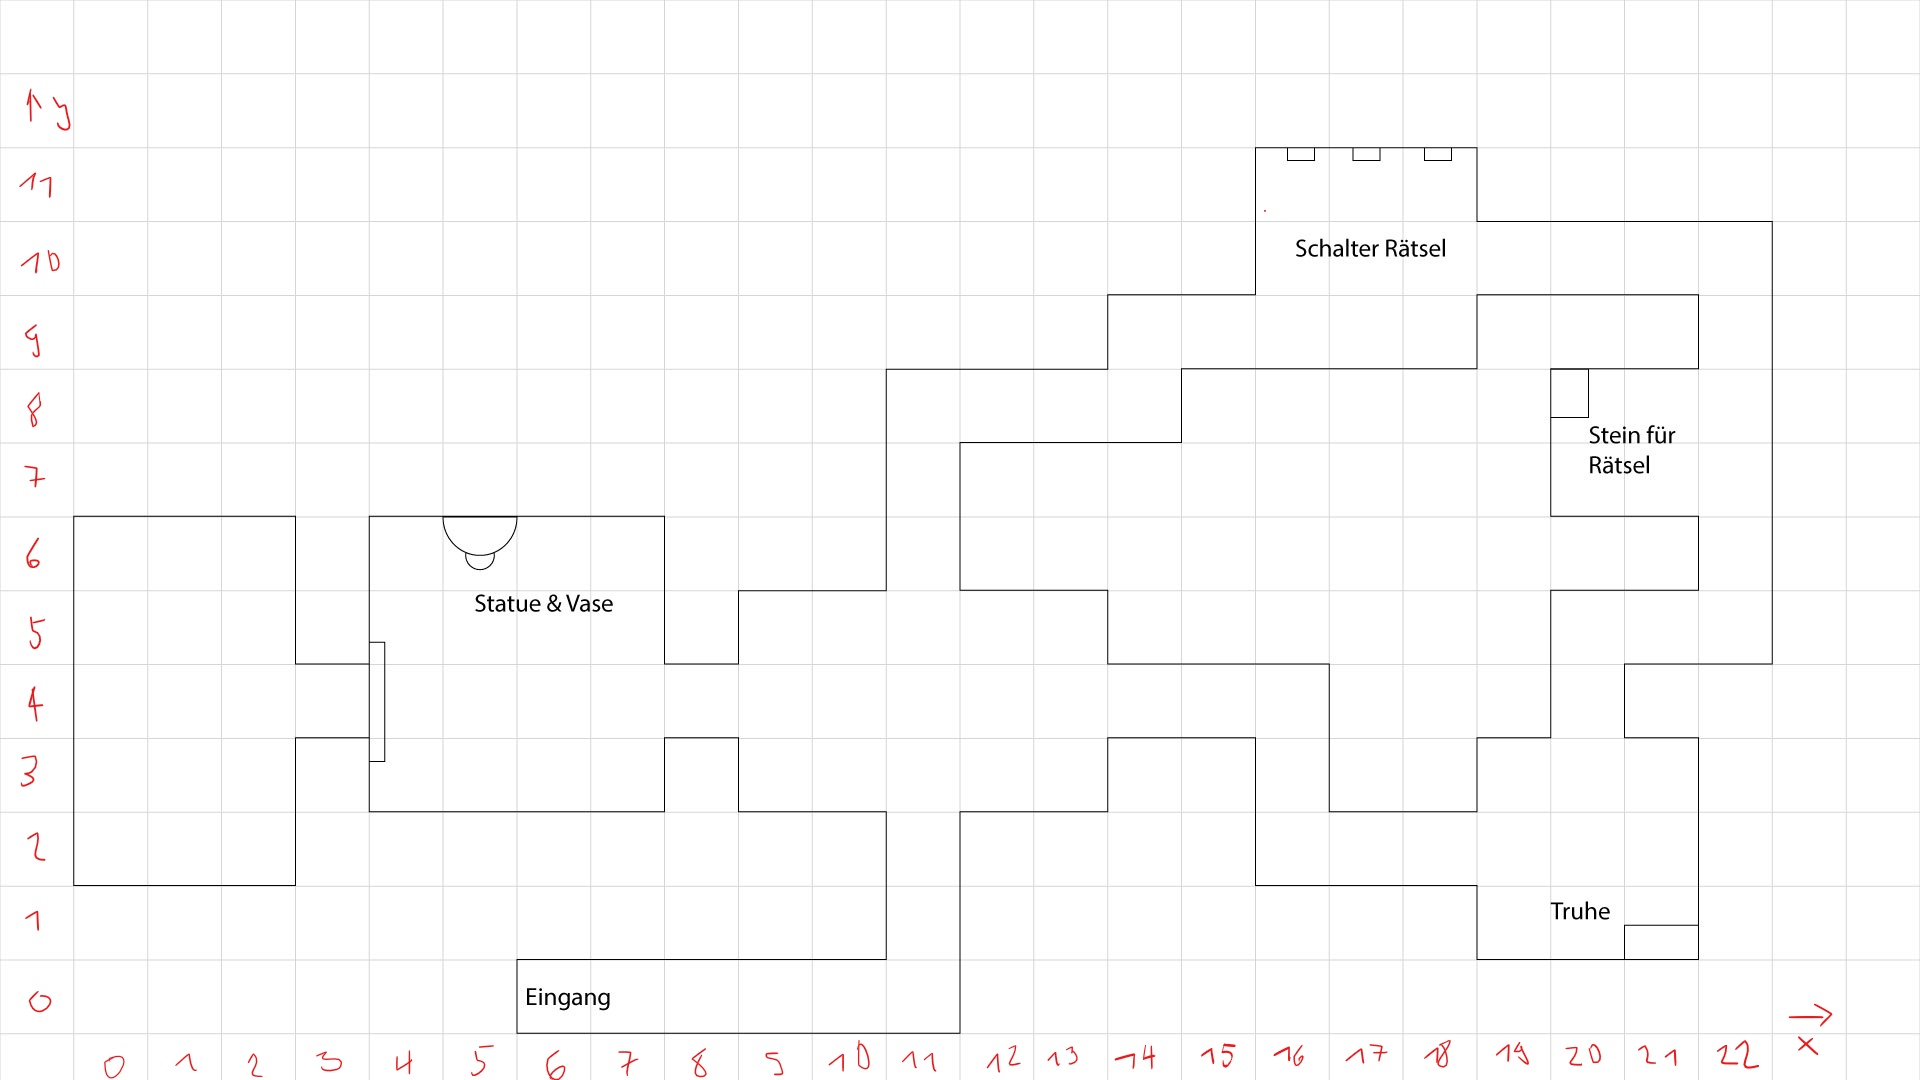 ↑ y
11
10
Schalter Rätsel
9
8
Stein für
Rätsel
7
6
Statue & Vase
5
4
3
2
1
Truhe
0
Eingang
→
x
0 1 2 3 4 5 6 7 8 9 10 11 12 13 14 15 16 17 18 19 20 21 22